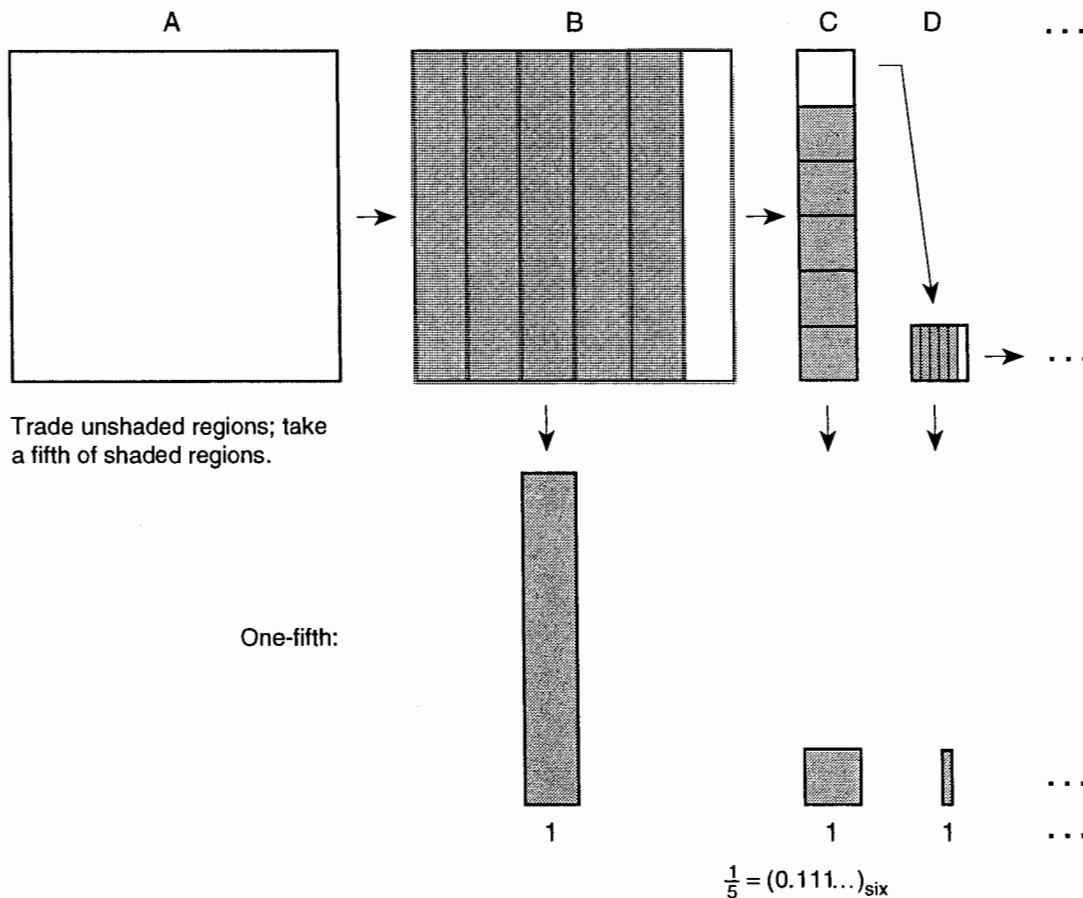 A B C D ...
...
Trade unshaded regions; take
a fifth of shaded regions.
One-fifth:
...
1 1 1 ...
1/5 = (0.111...)six